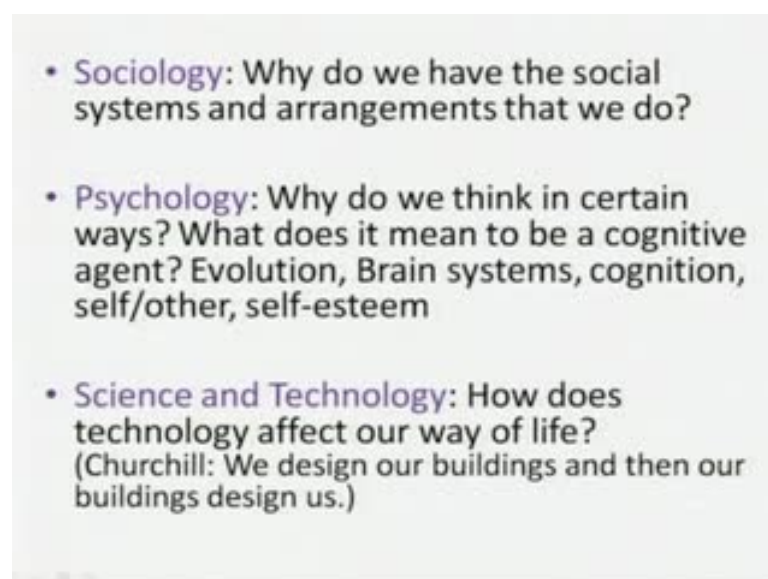 • Sociology: Why do we have the social
systems and arrangements that we do?
• Psychology: Why do we think in certain
ways? What does it mean to be a cognitive
agent? Evolution, Brain systems, cognition,
self/other, self-esteem
• Science and Technology: How does
technology affect our way of life?
(Churchill: We design our buildings and then our
buildings design us.)